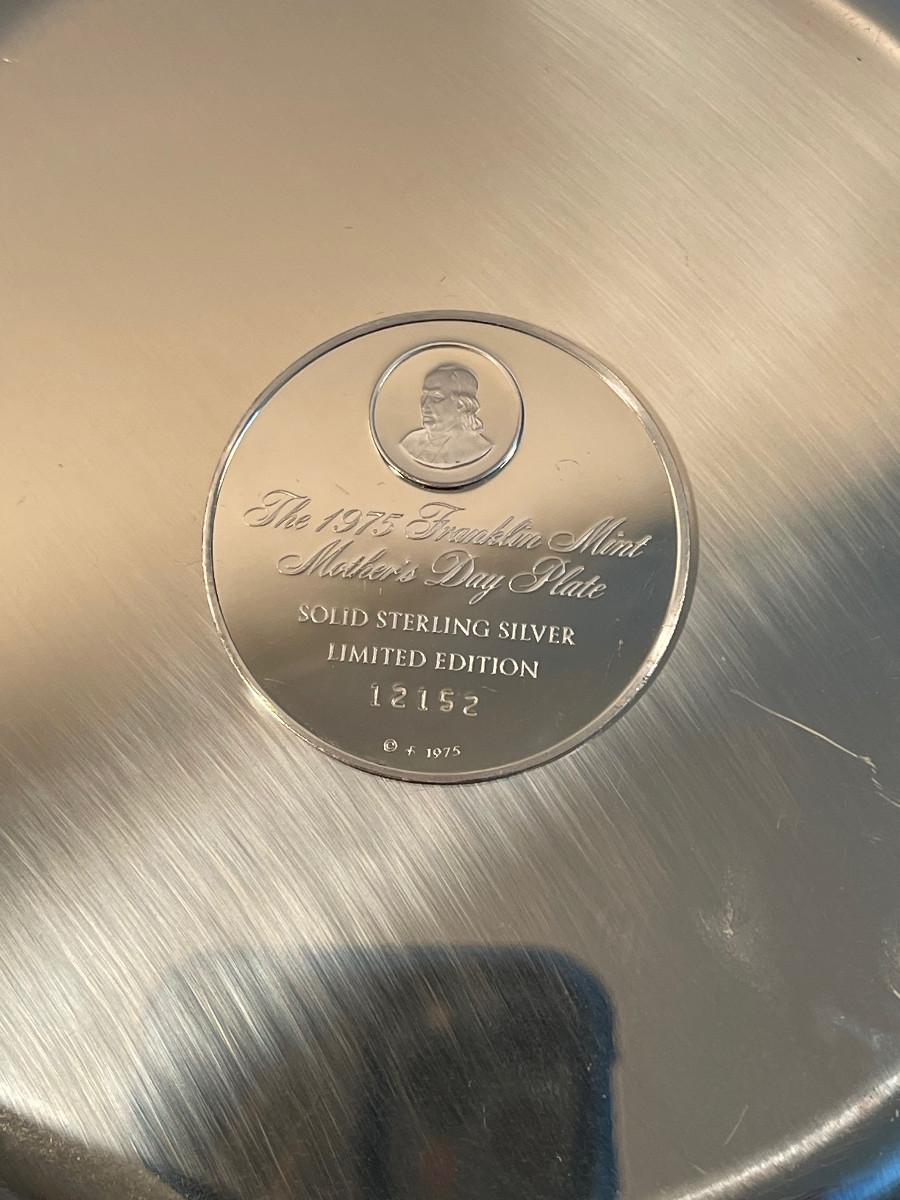 The 1975 Franklin Mint
Mother's Day Plate
SOLID STERLING SILVER
LIMITED EDITION
12152
© f 1975